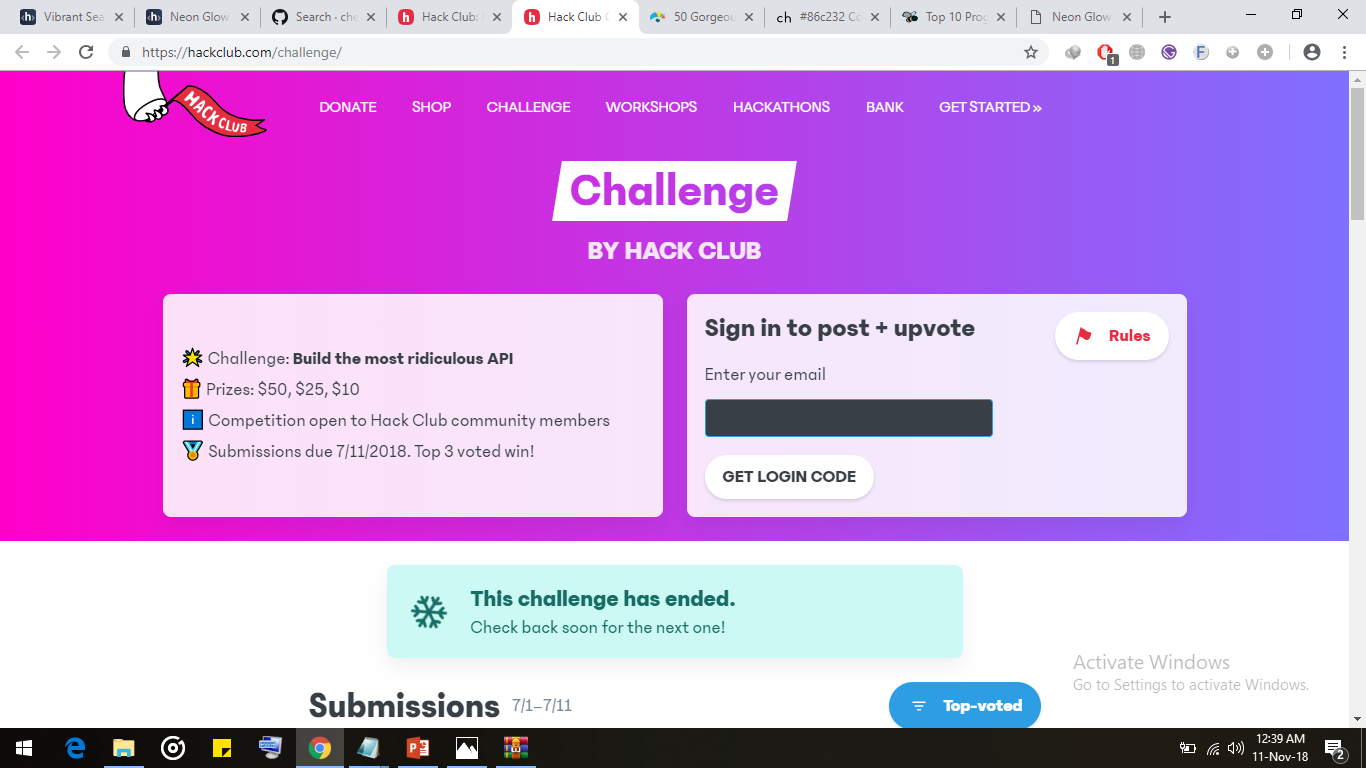 Vibrant Sea
Neon Glow
Search · che
Hack Club:
Hack Club C
50 Gorgeou
ch #86c232 Co
Top 10 Prog
Neon Glow
https://hackclub.com/challenge/
1
HACK CLUB
DONATE SHOP CHALLENGE WORKSHOPS HACKATHONS BANK GET STARTED »
Challenge
BY HACK CLUB
Challenge: Build the most ridiculous API
Prizes: $50, $25, $10
Competition open to Hack Club community members
Submissions due 7/11/2018. Top 3 voted win!
Sign in to post + upvote
Rules
Enter your email
GET LOGIN CODE
This challenge has ended.
Check back soon for the next one!
Activate Windows
Go to Settings to activate Windows.
Submissions 7/1–7/11
Top-voted
12:39 AM
11-Nov-18
2